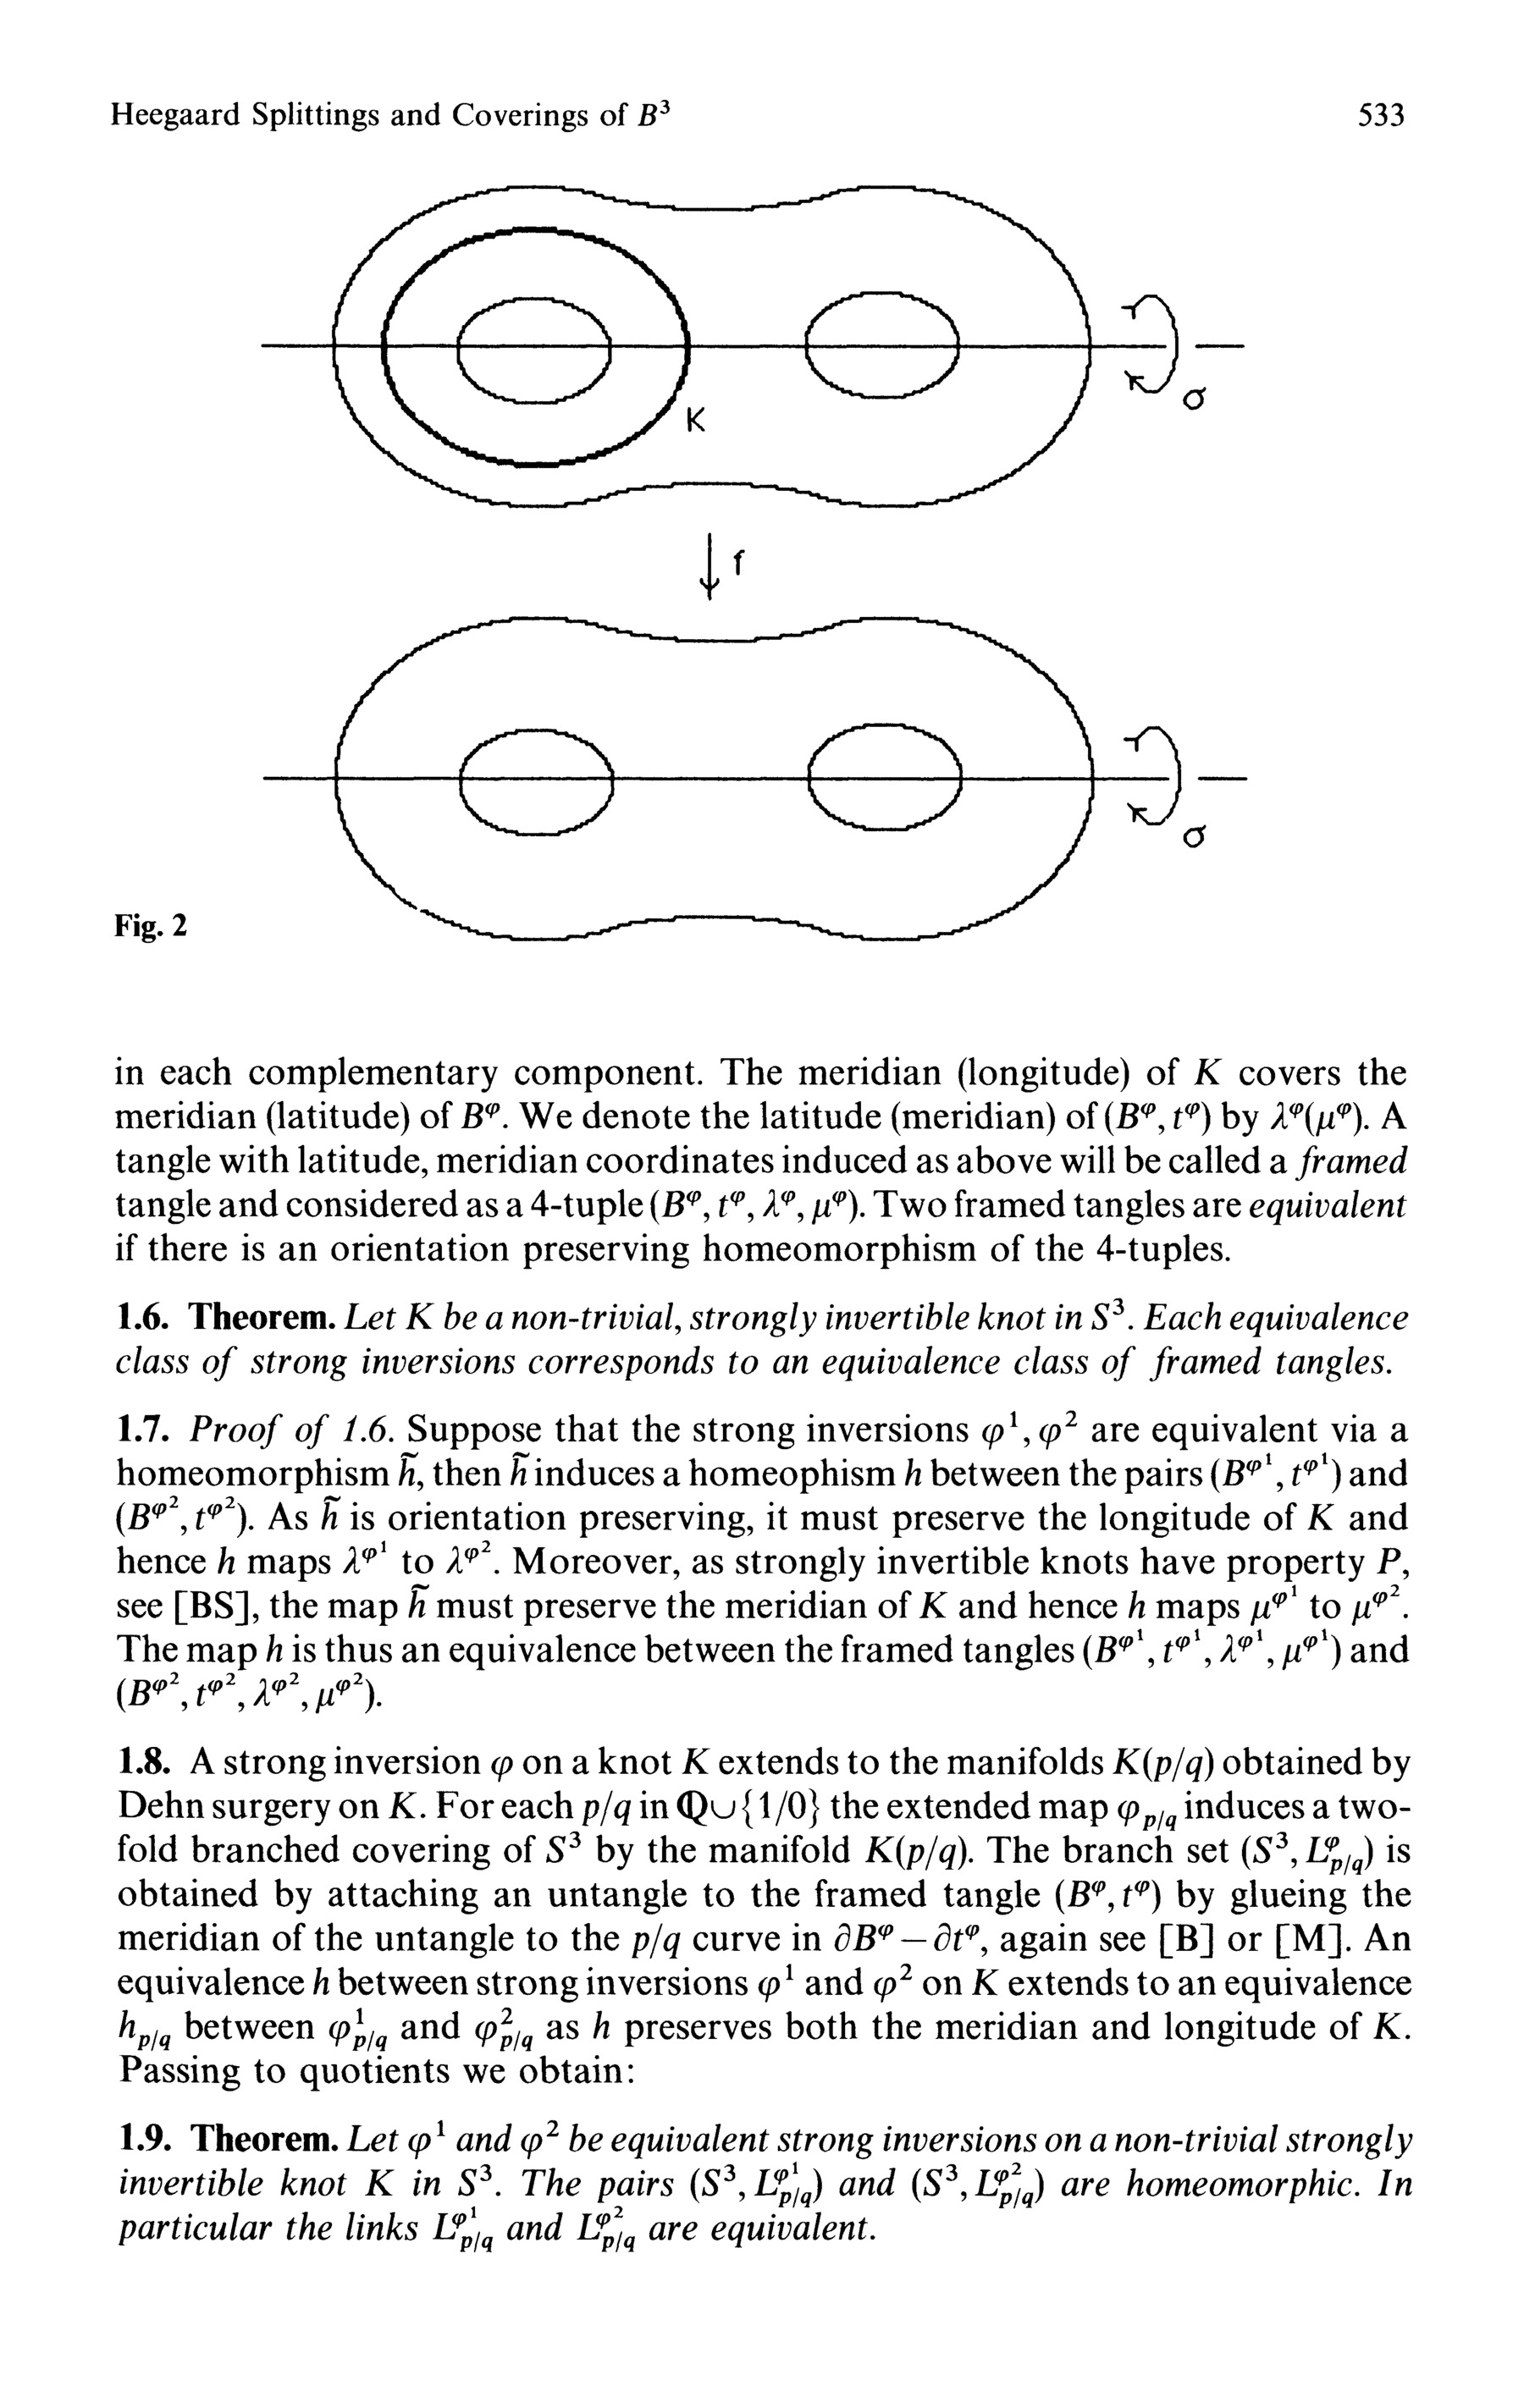 Heegaard Splittings and Coverings of B³ 533
K
σ
f
σ
Fig. 2
in each complementary component. The meridian (longitude) of K covers the
meridian (latitude) of Bᵠ. We denote the latitude (meridian) of (Bᵠ, tᵠ) by λᵠ(μᵠ). A
tangle with latitude, meridian coordinates induced as above will be called a framed
tangle and considered as a 4-tuple (Bᵠ, tᵠ, λᵠ, μᵠ). Two framed tangles are equivalent
if there is an orientation preserving homeomorphism of the 4-tuples.
1.6. Theorem. Let K be a non-trivial, strongly invertible knot in S³. Each equivalence
class of strong inversions corresponds to an equivalence class of framed tangles.
1.7. Proof of 1.6. Suppose that the strong inversions φ¹, φ² are equivalent via a
homeomorphism h̃, then h̃ induces a homeophism h between the pairs (B^{φ¹}, t^{φ¹}) and
(B^{φ²}, t^{φ²}). As h̃ is orientation preserving, it must preserve the longitude of K and
hence h maps λ^{φ¹} to λ^{φ²}. Moreover, as strongly invertible knots have property P,
see [BS], the map h̃ must preserve the meridian of K and hence h maps μ^{φ¹} to μ^{φ²}.
The map h is thus an equivalence between the framed tangles (B^{φ¹}, t^{φ¹}, λ^{φ¹}, μ^{φ¹}) and
(B^{φ²}, t^{φ²}, λ^{φ²}, μ^{φ²}).
1.8. A strong inversion φ on a knot K extends to the manifolds K(p/q) obtained by
Dehn surgery on K. For each p/q in ℚ∪{1/0} the extended map φ_{p/q} induces a two-
fold branched covering of S³ by the manifold K(p/q). The branch set (S³, L^φ_{p/q}) is
obtained by attaching an untangle to the framed tangle (Bᵠ, tᵠ) by glueing the
meridian of the untangle to the p/q curve in ∂Bᵠ − ∂tᵠ, again see [B] or [M]. An
equivalence h between strong inversions φ¹ and φ² on K extends to an equivalence
h_{p/q} between φ¹_{p/q} and φ²_{p/q} as h preserves both the meridian and longitude of K.
Passing to quotients we obtain:
1.9. Theorem. Let φ¹ and φ² be equivalent strong inversions on a non-trivial strongly
invertible knot K in S³. The pairs (S³, L^{φ¹}_{p/q}) and (S³, L^{φ²}_{p/q}) are homeomorphic. In
particular the links L^{φ¹}_{p/q} and L^{φ²}_{p/q} are equivalent.